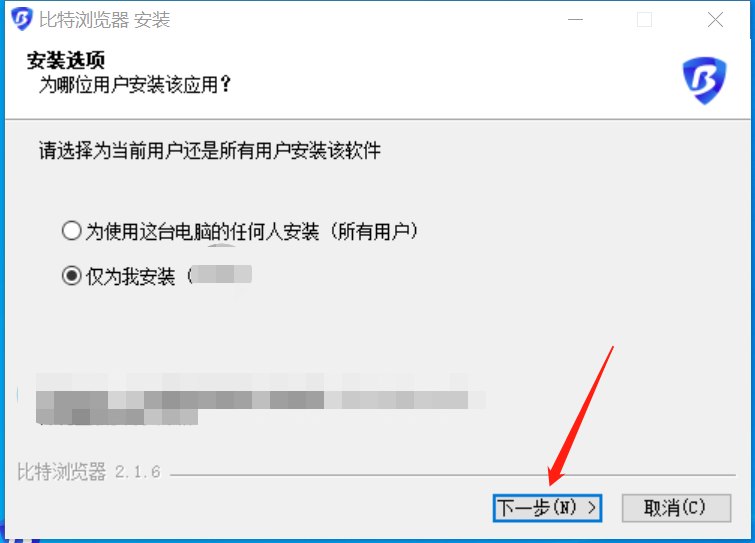 比特浏览器 安装
安装选项
为哪位用户安装该应用？
请选择为当前用户还是所有用户安装该软件
为使用这台电脑的任何人安装（所有用户）
仅为我安装（
比特浏览器 2.1.6
下一步(N) >
取消(C)